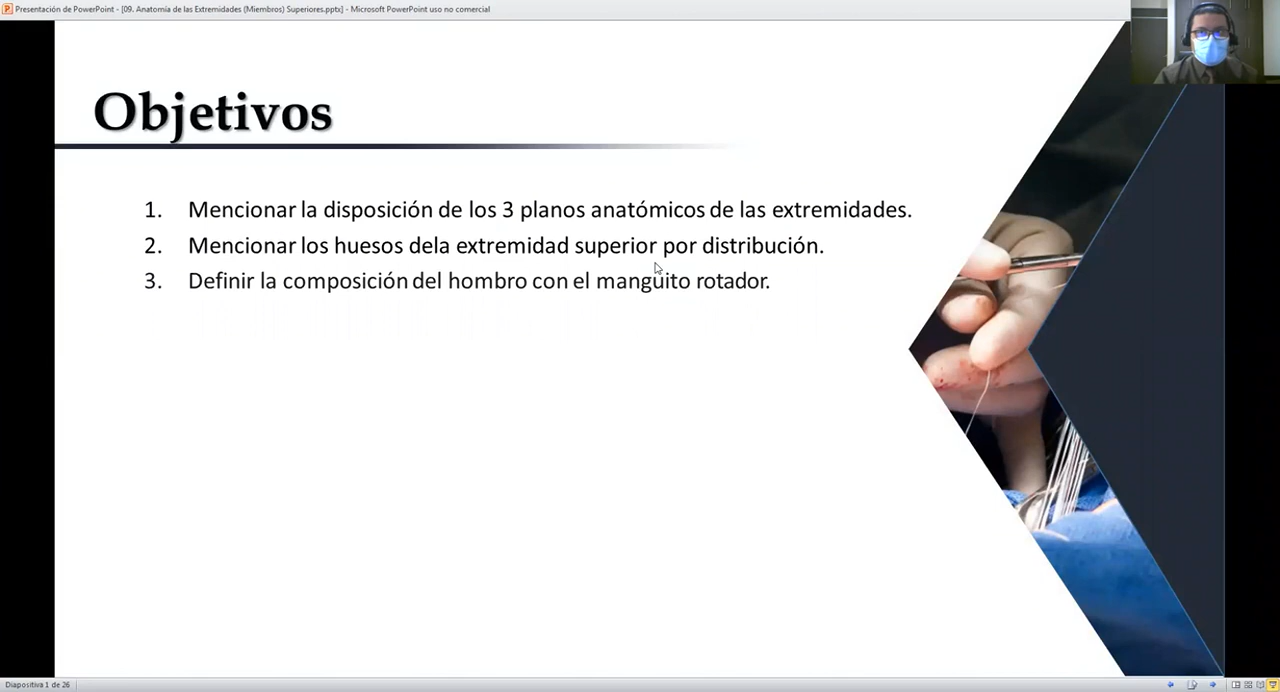 Presentación de PowerPoint - [09. Anatomía de las Extremidades (Miembros) Superiores.pptx] - Microsoft PowerPoint uso no comercial
Objetivos
1. Mencionar la disposición de los 3 planos anatómicos de las extremidades.
2. Mencionar los huesos dela extremidad superior por distribución.
3. Definir la composición del hombro con el manguito rotador.
Diapositiva 1 de 26